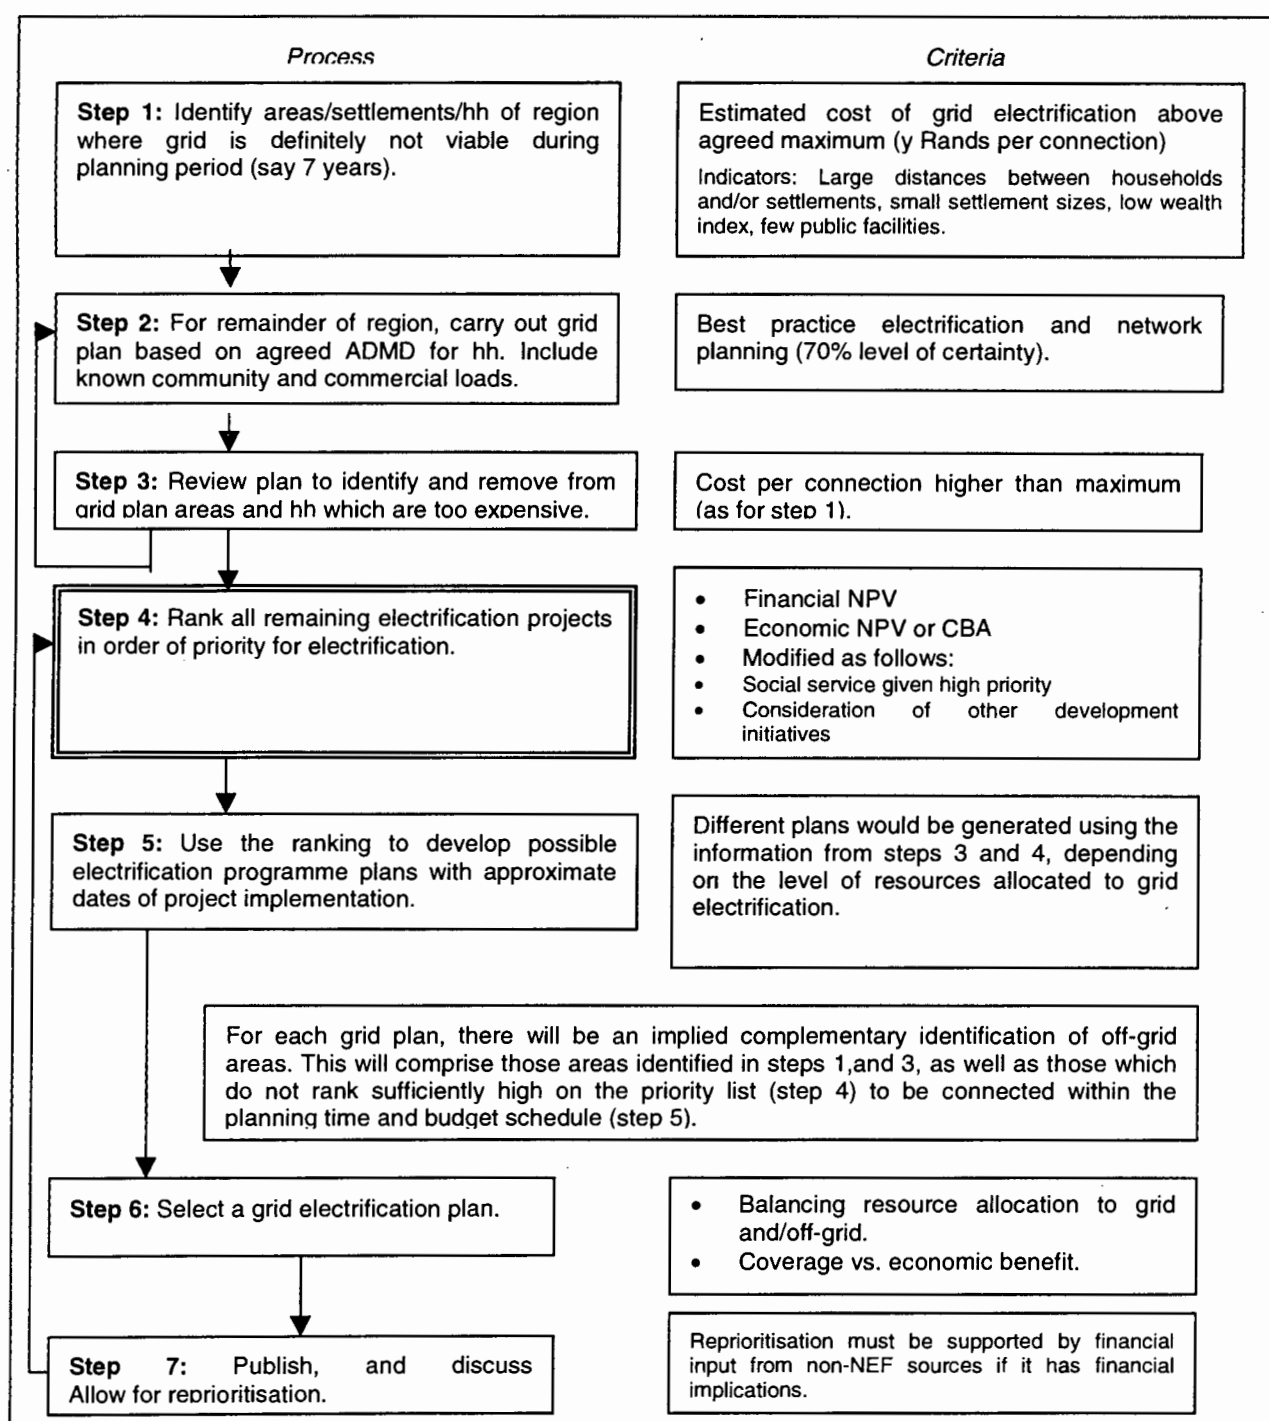 Process
Criteria
Step 1: Identify areas/settlements/hh of region
where grid is definitely not viable during
planning period (say 7 years).
Estimated cost of grid electrification above
agreed maximum (y Rands per connection)
Indicators: Large distances between households
and/or settlements, small settlement sizes, low wealth
index, few public facilities.
Step 2: For remainder of region, carry out grid
plan based on agreed ADMD for hh. Include
known community and commercial loads.
Best practice electrification and network
planning (70% level of certainty).
Step 3: Review plan to identify and remove from
grid plan areas and hh which are too expensive.
Cost per connection higher than maximum
(as for step 1).
Step 4: Rank all remaining electrification projects
in order of priority for electrification.
• Financial NPV
• Economic NPV or CBA
• Modified as follows:
• Social service given high priority
• Consideration of other development
initiatives
Step 5: Use the ranking to develop possible
electrification programme plans with approximate
dates of project implementation.
Different plans would be generated using the
information from steps 3 and 4, depending
on the level of resources allocated to grid
electrification.
For each grid plan, there will be an implied complementary identification of off-grid
areas. This will comprise those areas identified in steps 1,and 3, as well as those which
do not rank sufficiently high on the priority list (step 4) to be connected within the
planning time and budget schedule (step 5).
Step 6: Select a grid electrification plan.
• Balancing resource allocation to grid
and/off-grid.
• Coverage vs. economic benefit.
Step 7: Publish, and discuss
Allow for reprioritisation.
Reprioritisation must be supported by financial
input from non-NEF sources if it has financial
implications.